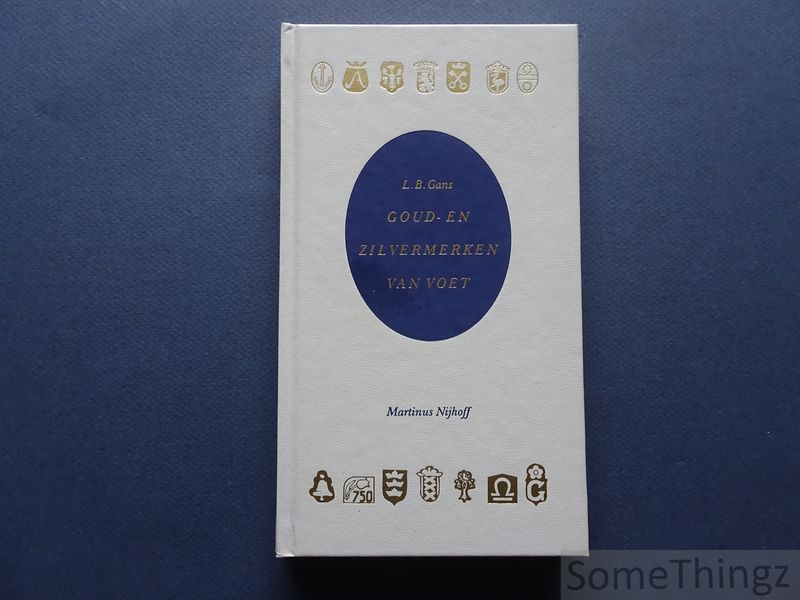 A
L. B. Gans
GOUD- EN
ZILVERMERKEN
VAN VOET
Martinus Nijhoff
750
Ω
G
SomeThingz